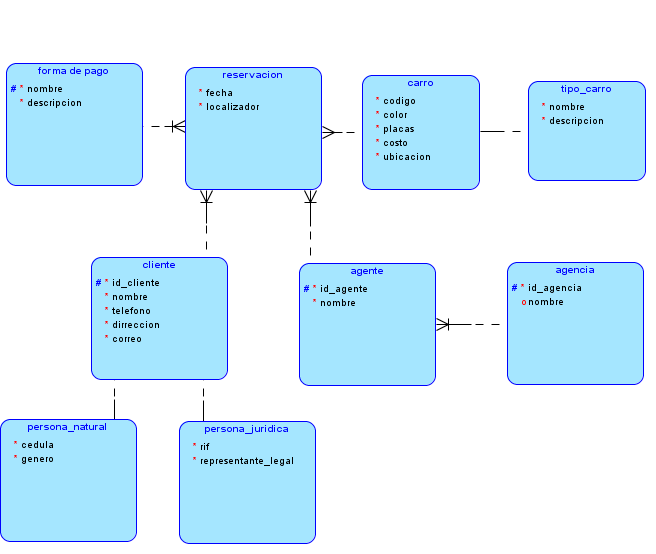 forma de pago
# * nombre
* descripcion
reservacion
* fecha
* localizador
carro
* codigo
* color
* placas
* costo
* ubicacion
tipo_carro
* nombre
* descripcion
cliente
# * id_cliente
* nombre
* telefono
* dirreccion
* correo
agente
# * id_agente
* nombre
agencia
# * id_agencia
o nombre
persona_natural
* cedula
* genero
persona_juridica
* rif
* representante_legal